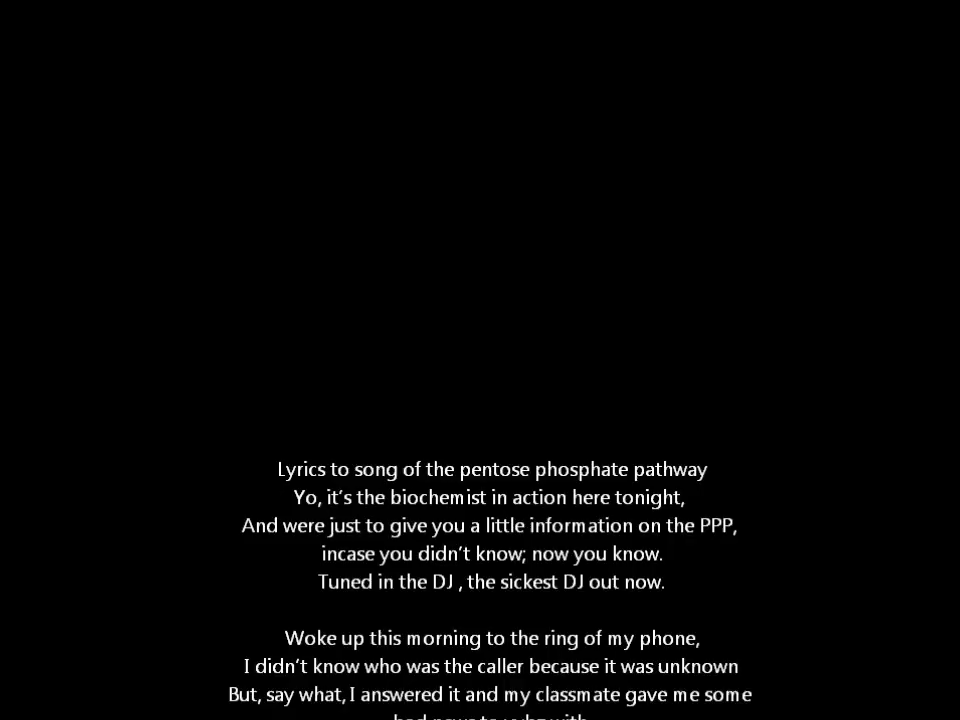 Lyrics to song of the pentose phosphate pathway
Yo, it's the biochemist in action here tonight,
And were just to give you a little information on the PPP,
incase you didn't know; now you know.
Tuned in the DJ , the sickest DJ out now.
Woke up this morning to the ring of my phone,
I didn't know who was the caller because it was unknown
But, say what, I answered it and my classmate gave me some